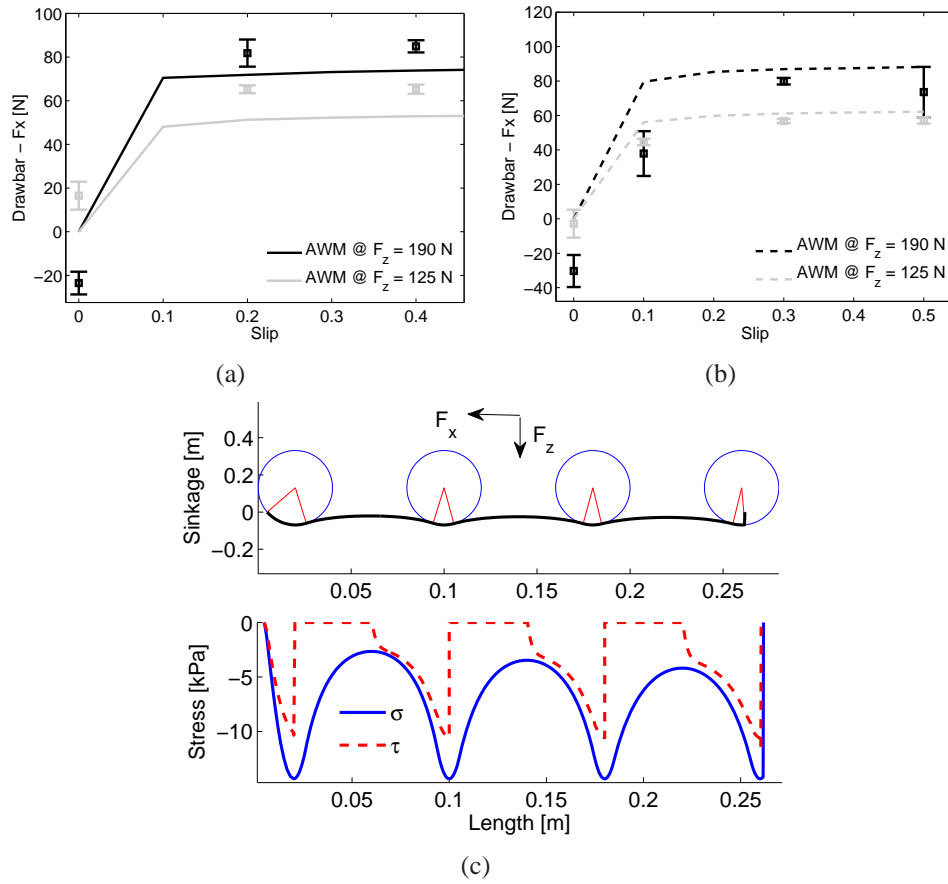 100
80
60
40
20
0
−20
Drawbar − Fx [N]
0
0.1
0.2
0.3
0.4
Slip
AWM @ F_z = 190 N
AWM @ F_z = 125 N
(a)
120
100
80
60
40
20
0
−20
−40
Drawbar − Fx [N]
0
0.1
0.2
0.3
0.4
0.5
Slip
AWM @ F_z = 190 N
AWM @ F_z = 125 N
(b)
Sinkage [m]
0.4
0.2
0
−0.2
F_x
F_z
0.05
0.1
0.15
0.2
0.25
Stress [kPa]
0
−5
−10
σ
τ
0.05
0.1
0.15
0.2
0.25
Length [m]
(c)